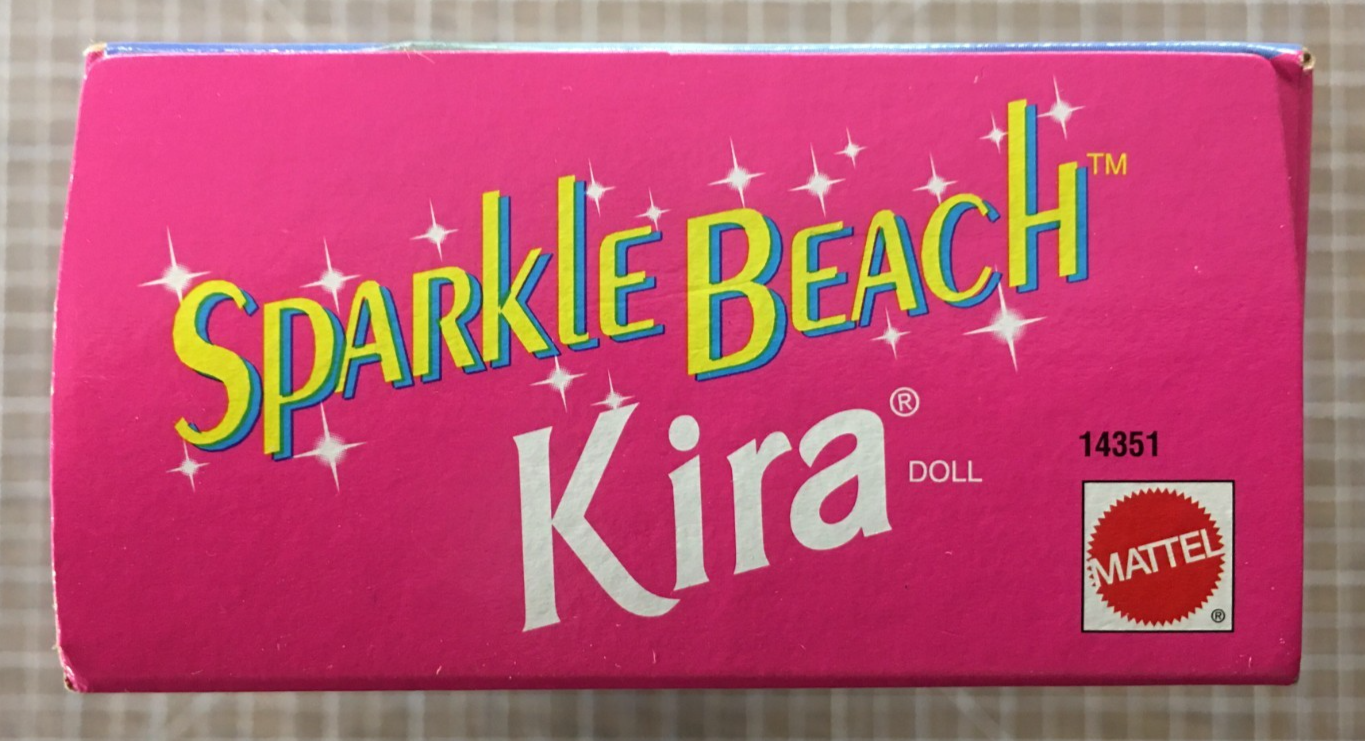 SPARKLE BEACH™
Kira® DOLL
14351
MATTEL
®